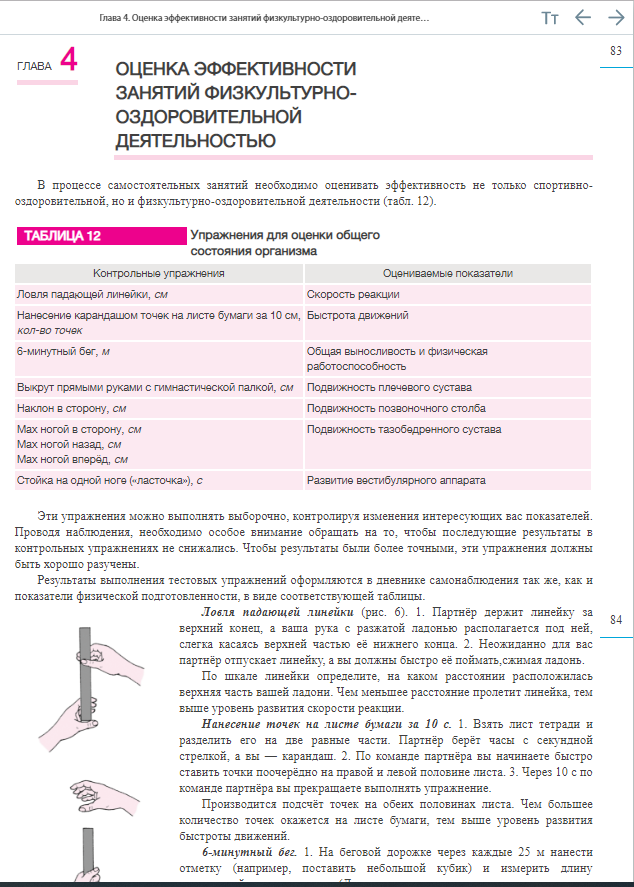 Глава 4. Оценка эффективности занятий физкультурно-оздоровительной деяте…
Тт
83
ГЛАВА 4
ОЦЕНКА ЭФФЕКТИВНОСТИ
ЗАНЯТИЙ ФИЗКУЛЬТУРНО-
ОЗДОРОВИТЕЛЬНОЙ
ДЕЯТЕЛЬНОСТЬЮ
В процессе самостоятельных занятий необходимо оценивать эффективность не только спортивно-
оздоровительной, но и физкультурно-оздоровительной деятельности (табл. 12).
ТАБЛИЦА 12 Упражнения для оценки общего
состояния организма
Контрольные упражнения Оцениваемые показатели
Ловля падающей линейки, см Скорость реакции
Нанесение карандашом точек на листе бумаги за 10 см, Быстрота движений
кол-во точек
6-минутный бег, м Общая выносливость и физическая
работоспособность
Выкрут прямыми руками с гимнастической палкой, см Подвижность плечевого сустава
Наклон в сторону, см Подвижность позвоночного столба
Мах ногой в сторону, см Подвижность тазобедренного сустава
Мах ногой назад, см
Мах ногой вперёд, см
Стойка на одной ноге («ласточка»), с Развитие вестибулярного аппарата
Эти упражнения можно выполнять выборочно, контролируя изменения интересующих вас показателей.
Проводя наблюдения, необходимо особое внимание обращать на то, чтобы последующие результаты в
контрольных упражнениях не снижались. Чтобы результаты были более точными, эти упражнения должны
быть хорошо разучены.
Результаты выполнения тестовых упражнений оформляются в дневнике самонаблюдения так же, как и
показатели физической подготовленности, в виде соответствующей таблицы.
84
Ловля падающей линейки (рис. 6). 1. Партнёр держит линейку за
верхний конец, а ваша рука с разжатой ладонью располагается под ней,
слегка касаясь верхней частью её нижнего конца. 2. Неожиданно для вас
партнёр отпускает линейку, а вы должны быстро её поймать,сжимая ладонь.
По шкале линейки определите, на каком расстоянии расположилась
верхняя часть вашей ладони. Чем меньшее расстояние пролетит линейка, тем
выше уровень развития скорости реакции.
Нанесение точек на листе бумаги за 10 с. 1. Взять лист тетради и
разделить его на две равные части. Партнёр берёт часы с секундной
стрелкой, а вы — карандаш. 2. По команде партнёра вы начинаете быстро
ставить точки поочерёдно на правой и левой половине листа. 3. Через 10 с по
команде партнёра вы прекращаете выполнять упражнение.
Производится подсчёт точек на обеих половинах листа. Чем большее
количество точек окажется на листе бумаги, тем выше уровень развития
быстроты движений.
6-минутный бег. 1. На беговой дорожке через каждые 25 м нанести
отметку (например, поставить небольшой кубик) и измерить длину